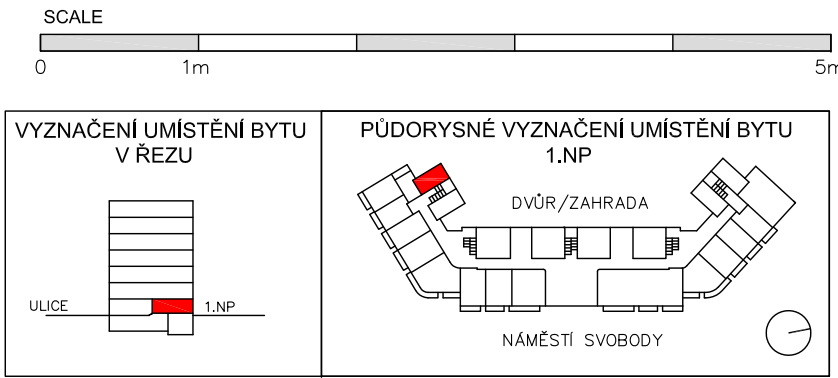 SCALE
0 1m 5m
VYZNAČENÍ UMÍSTĚNÍ BYTU
V ŘEZU
ULICE 1.NP
PŮDORYSNÉ VYZNAČENÍ UMÍSTĚNÍ BYTU
1.NP
DVŮR/ZAHRADA
NÁMĚSTÍ SVOBODY